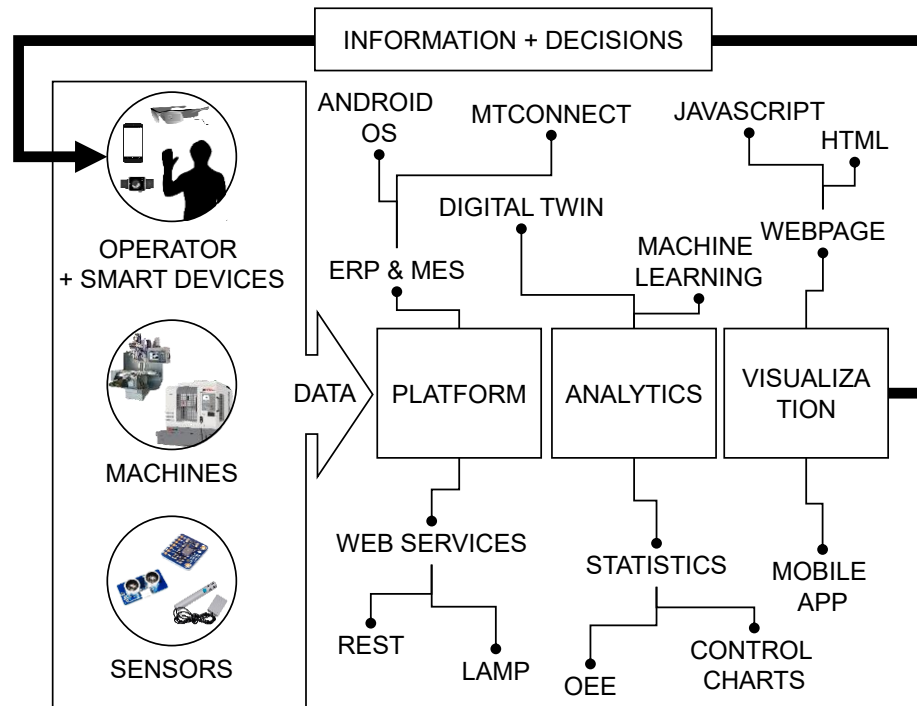 INFORMATION + DECISIONS
ANDROID
OS
MTCONNECT
JAVASCRIPT
HTML
DIGITAL TWIN
WEBPAGE
OPERATOR
+ SMART DEVICES
ERP & MES
MACHINE
LEARNING
DATA
PLATFORM
ANALYTICS
VISUALIZA
TION
MACHINES
WEB SERVICES
STATISTICS
MOBILE
APP
REST
LAMP
OEE
CONTROL
CHARTS
SENSORS